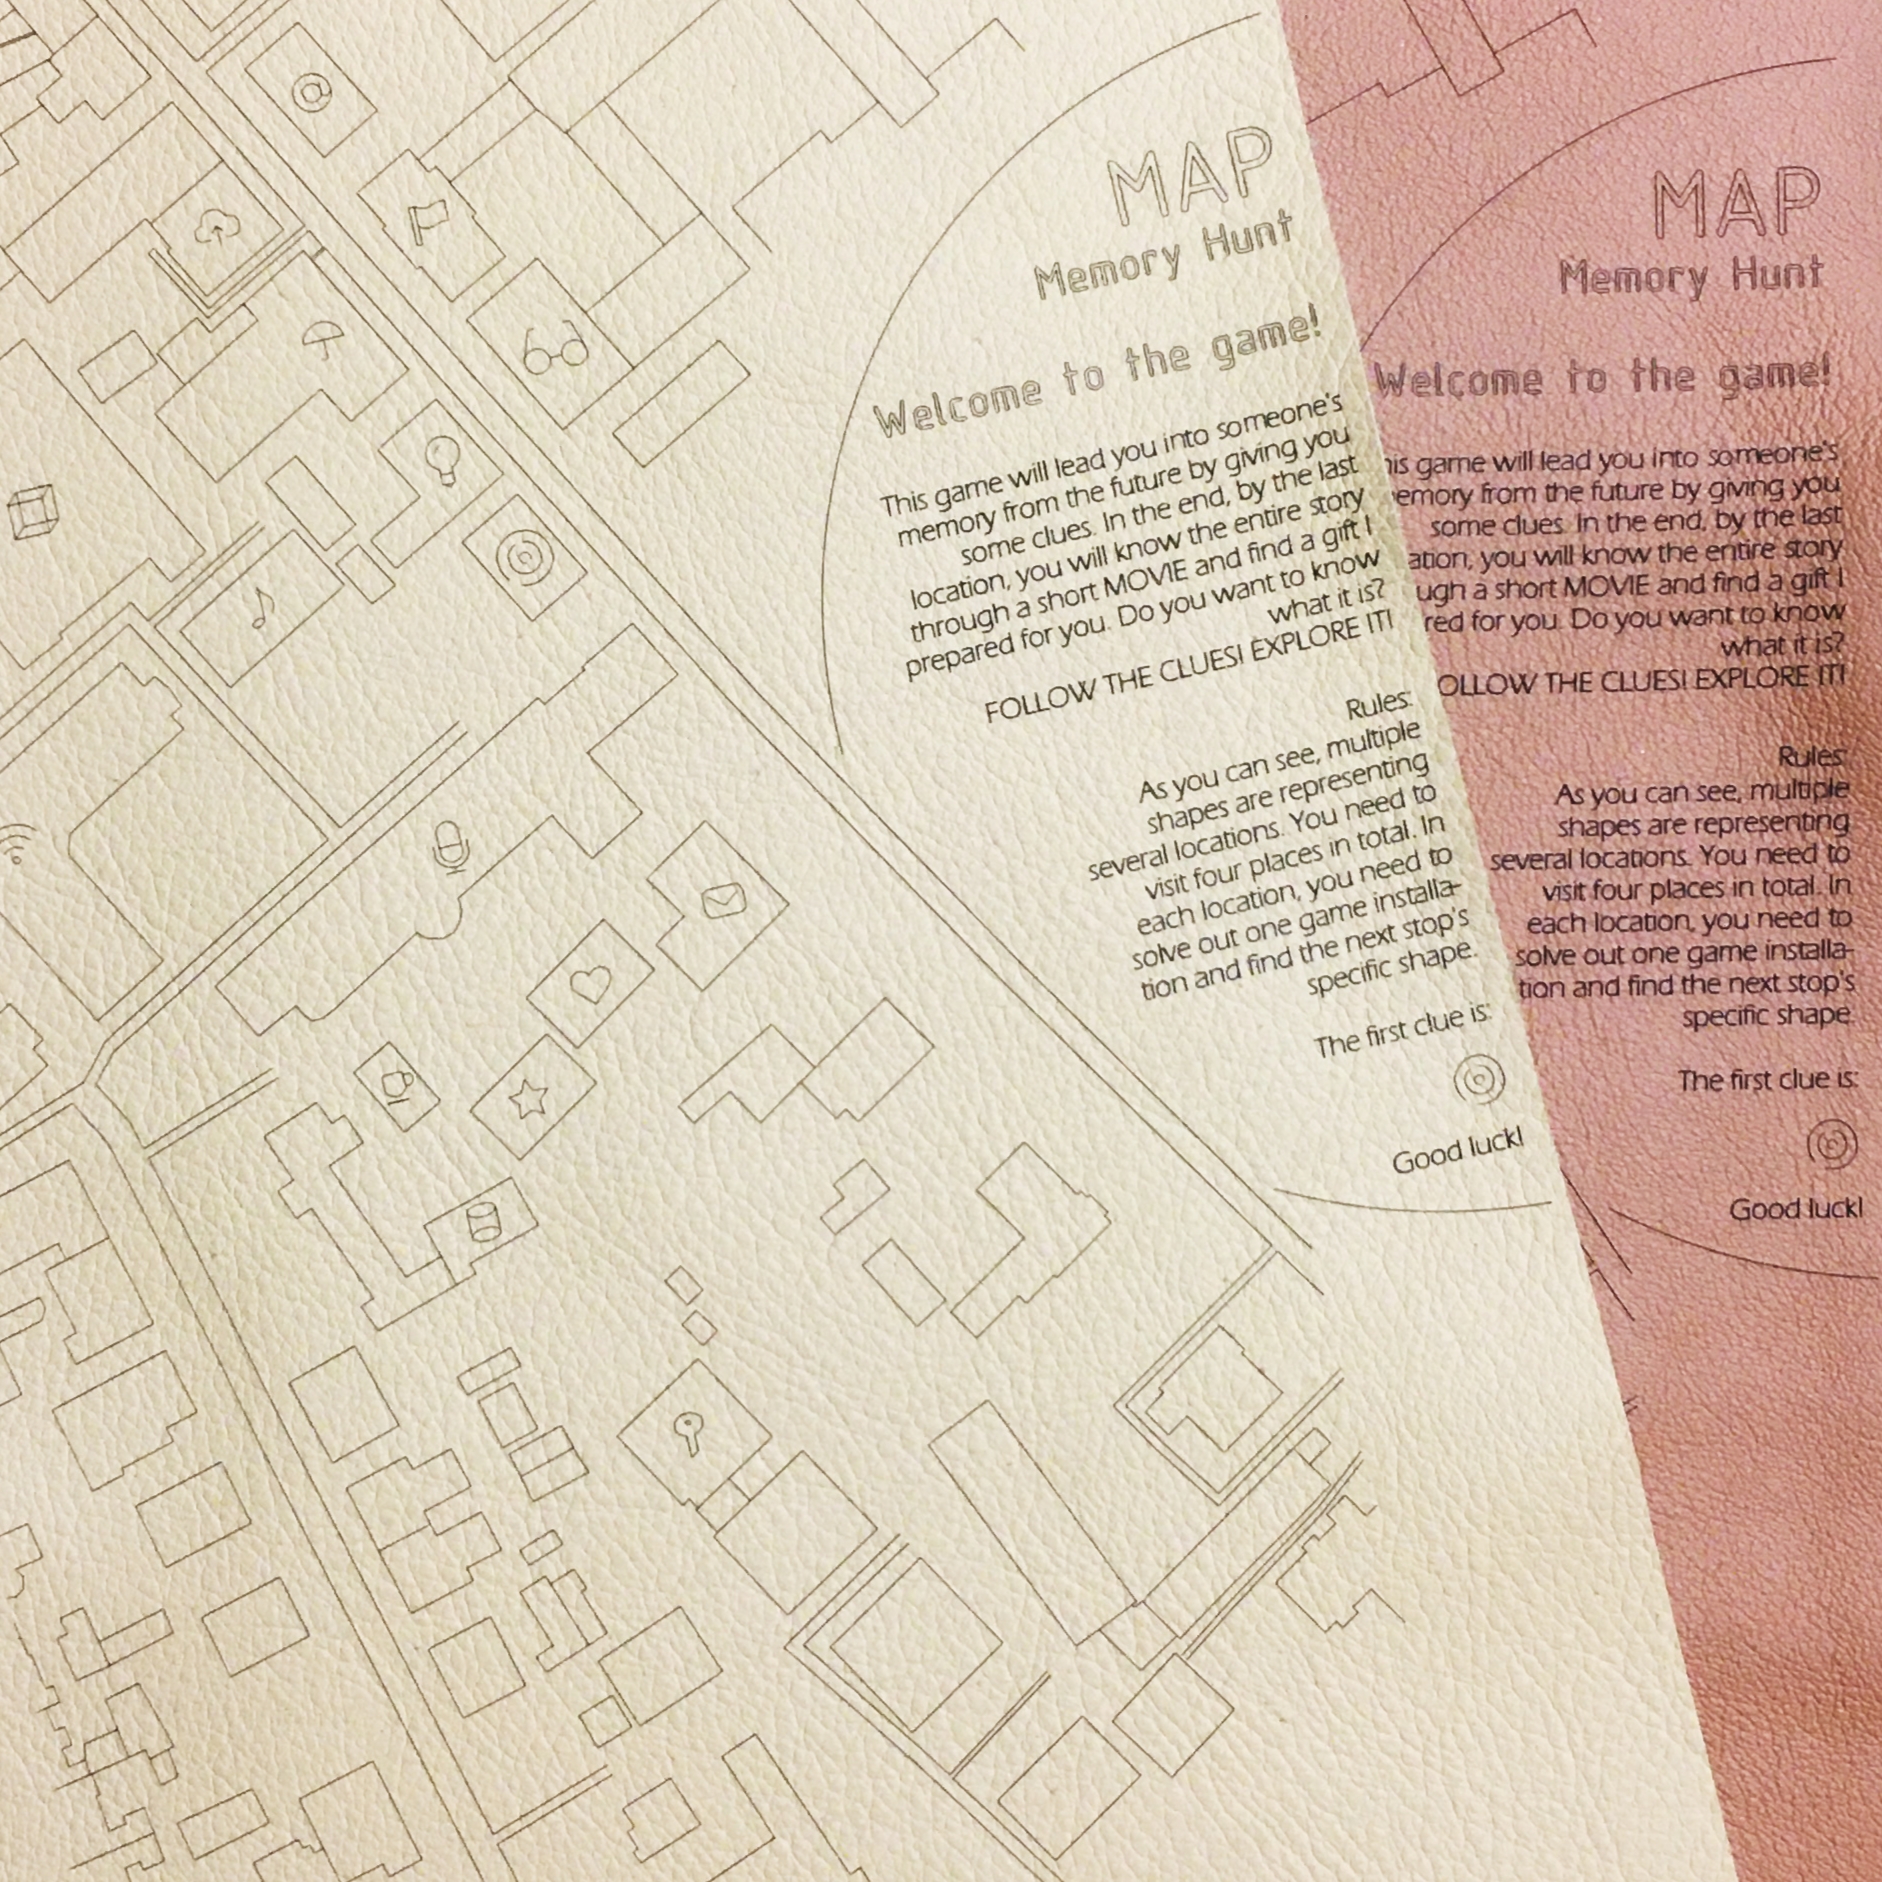 MAP
Memory Hunt
Welcome to the game!
This game will lead you into someone's
memory from the future by giving you
some clues. In the end, by the last
location, you will know the entire story
through a short MOVIE and find a gift I
prepared for you. Do you want to know
what it is?
FOLLOW THE CLUES! EXPLORE IT!
Rules:
As you can see, multiple
shapes are representing
several locations. You need to
visit four places in total. In
each location, you need to
solve out one game installa-
tion and find the next stop's
specific shape.
The first clue is:
Good luck!
@
MAP
Memory Hunt
Welcome to the game!
his game will lead you into someone's
emory from the future by giving you
some clues. In the end, by the last
ation, you will know the entire story
ugh a short MOVIE and find a gift I
red for you. Do you want to know
what it is?
OLLOW THE CLUES! EXPLORE IT!
Rules:
As you can see, multiple
shapes are representing
several locations. You need to
visit four places in total. In
each location, you need to
solve out one game installa-
tion and find the next stop's
specific shape.
The first clue is:
Good luck!